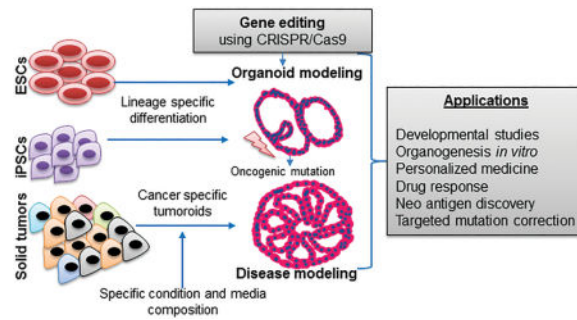 Gene editing
using CRISPR/Cas9
ESCs
Organoid modeling
Lineage specific
differentiation
iPSCs
Oncogenic mutation
Cancer specific
tumoroids
Solid tumors
Disease modeling
Specific condition and media
composition
Applications
Developmental studies
Organogenesis in vitro
Personalized medicine
Drug response
Neo antigen discovery
Targeted mutation correction